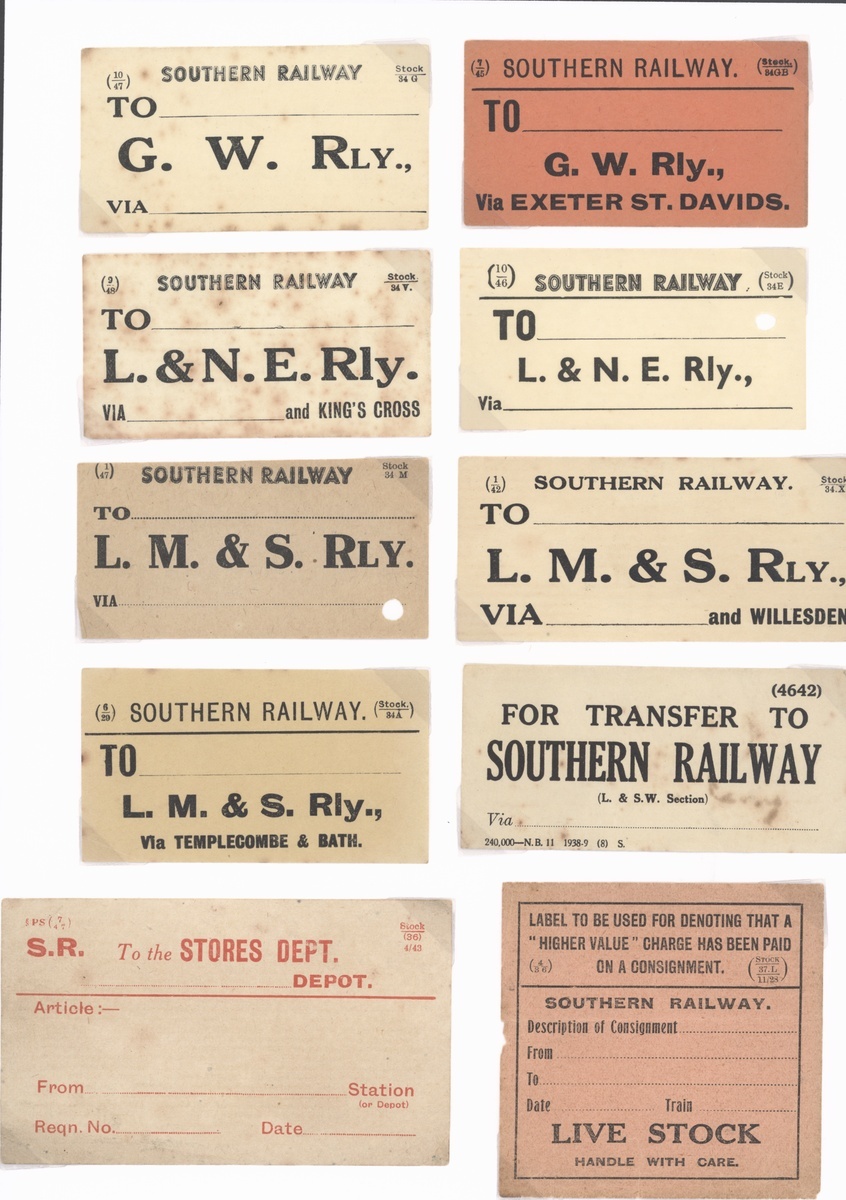 (10/47) SOUTHERN RAILWAY Stock 34 G
TO
G. W. RLY.,
VIA
(7/45) SOUTHERN RAILWAY. (Stock. 34GB)
TO
G. W. Rly.,
Via EXETER ST. DAVIDS.
(9/48) SOUTHERN RAILWAY Stock 34 V.
TO
L. & N. E. Rly.
VIA and KING'S CROSS
(10/46) SOUTHERN RAILWAY. (Stock 34E)
TO
L. & N. E. Rly.,
Via
(1/47) SOUTHERN RAILWAY Stock 34 M
TO
L. M. & S. RLY.
VIA
(1/42) SOUTHERN RAILWAY. Stock 34.X
TO
L. M. & S. RLY.,
VIA and WILLESDEN
(6/29) SOUTHERN RAILWAY. (Stock. 34A)
TO
L. M. & S. Rly.,
Via TEMPLECOMBE & BATH.
(4642)
FOR TRANSFER TO
SOUTHERN RAILWAY
(L. & S.W. Section)
Via
240,000—N.B. 11 1938-9 (8) S.
Stock (36) 4/43
S.R. To the STORES DEPT.
DEPOT.
Article :—
From Station
(or Depot)
Reqn. No. Date
LABEL TO BE USED FOR DENOTING THAT A
"HIGHER VALUE" CHARGE HAS BEEN PAID
ON A CONSIGNMENT. (STOCK 37.L 11/28)
SOUTHERN RAILWAY.
Description of Consignment
From
To
Date Train
LIVE STOCK
HANDLE WITH CARE.